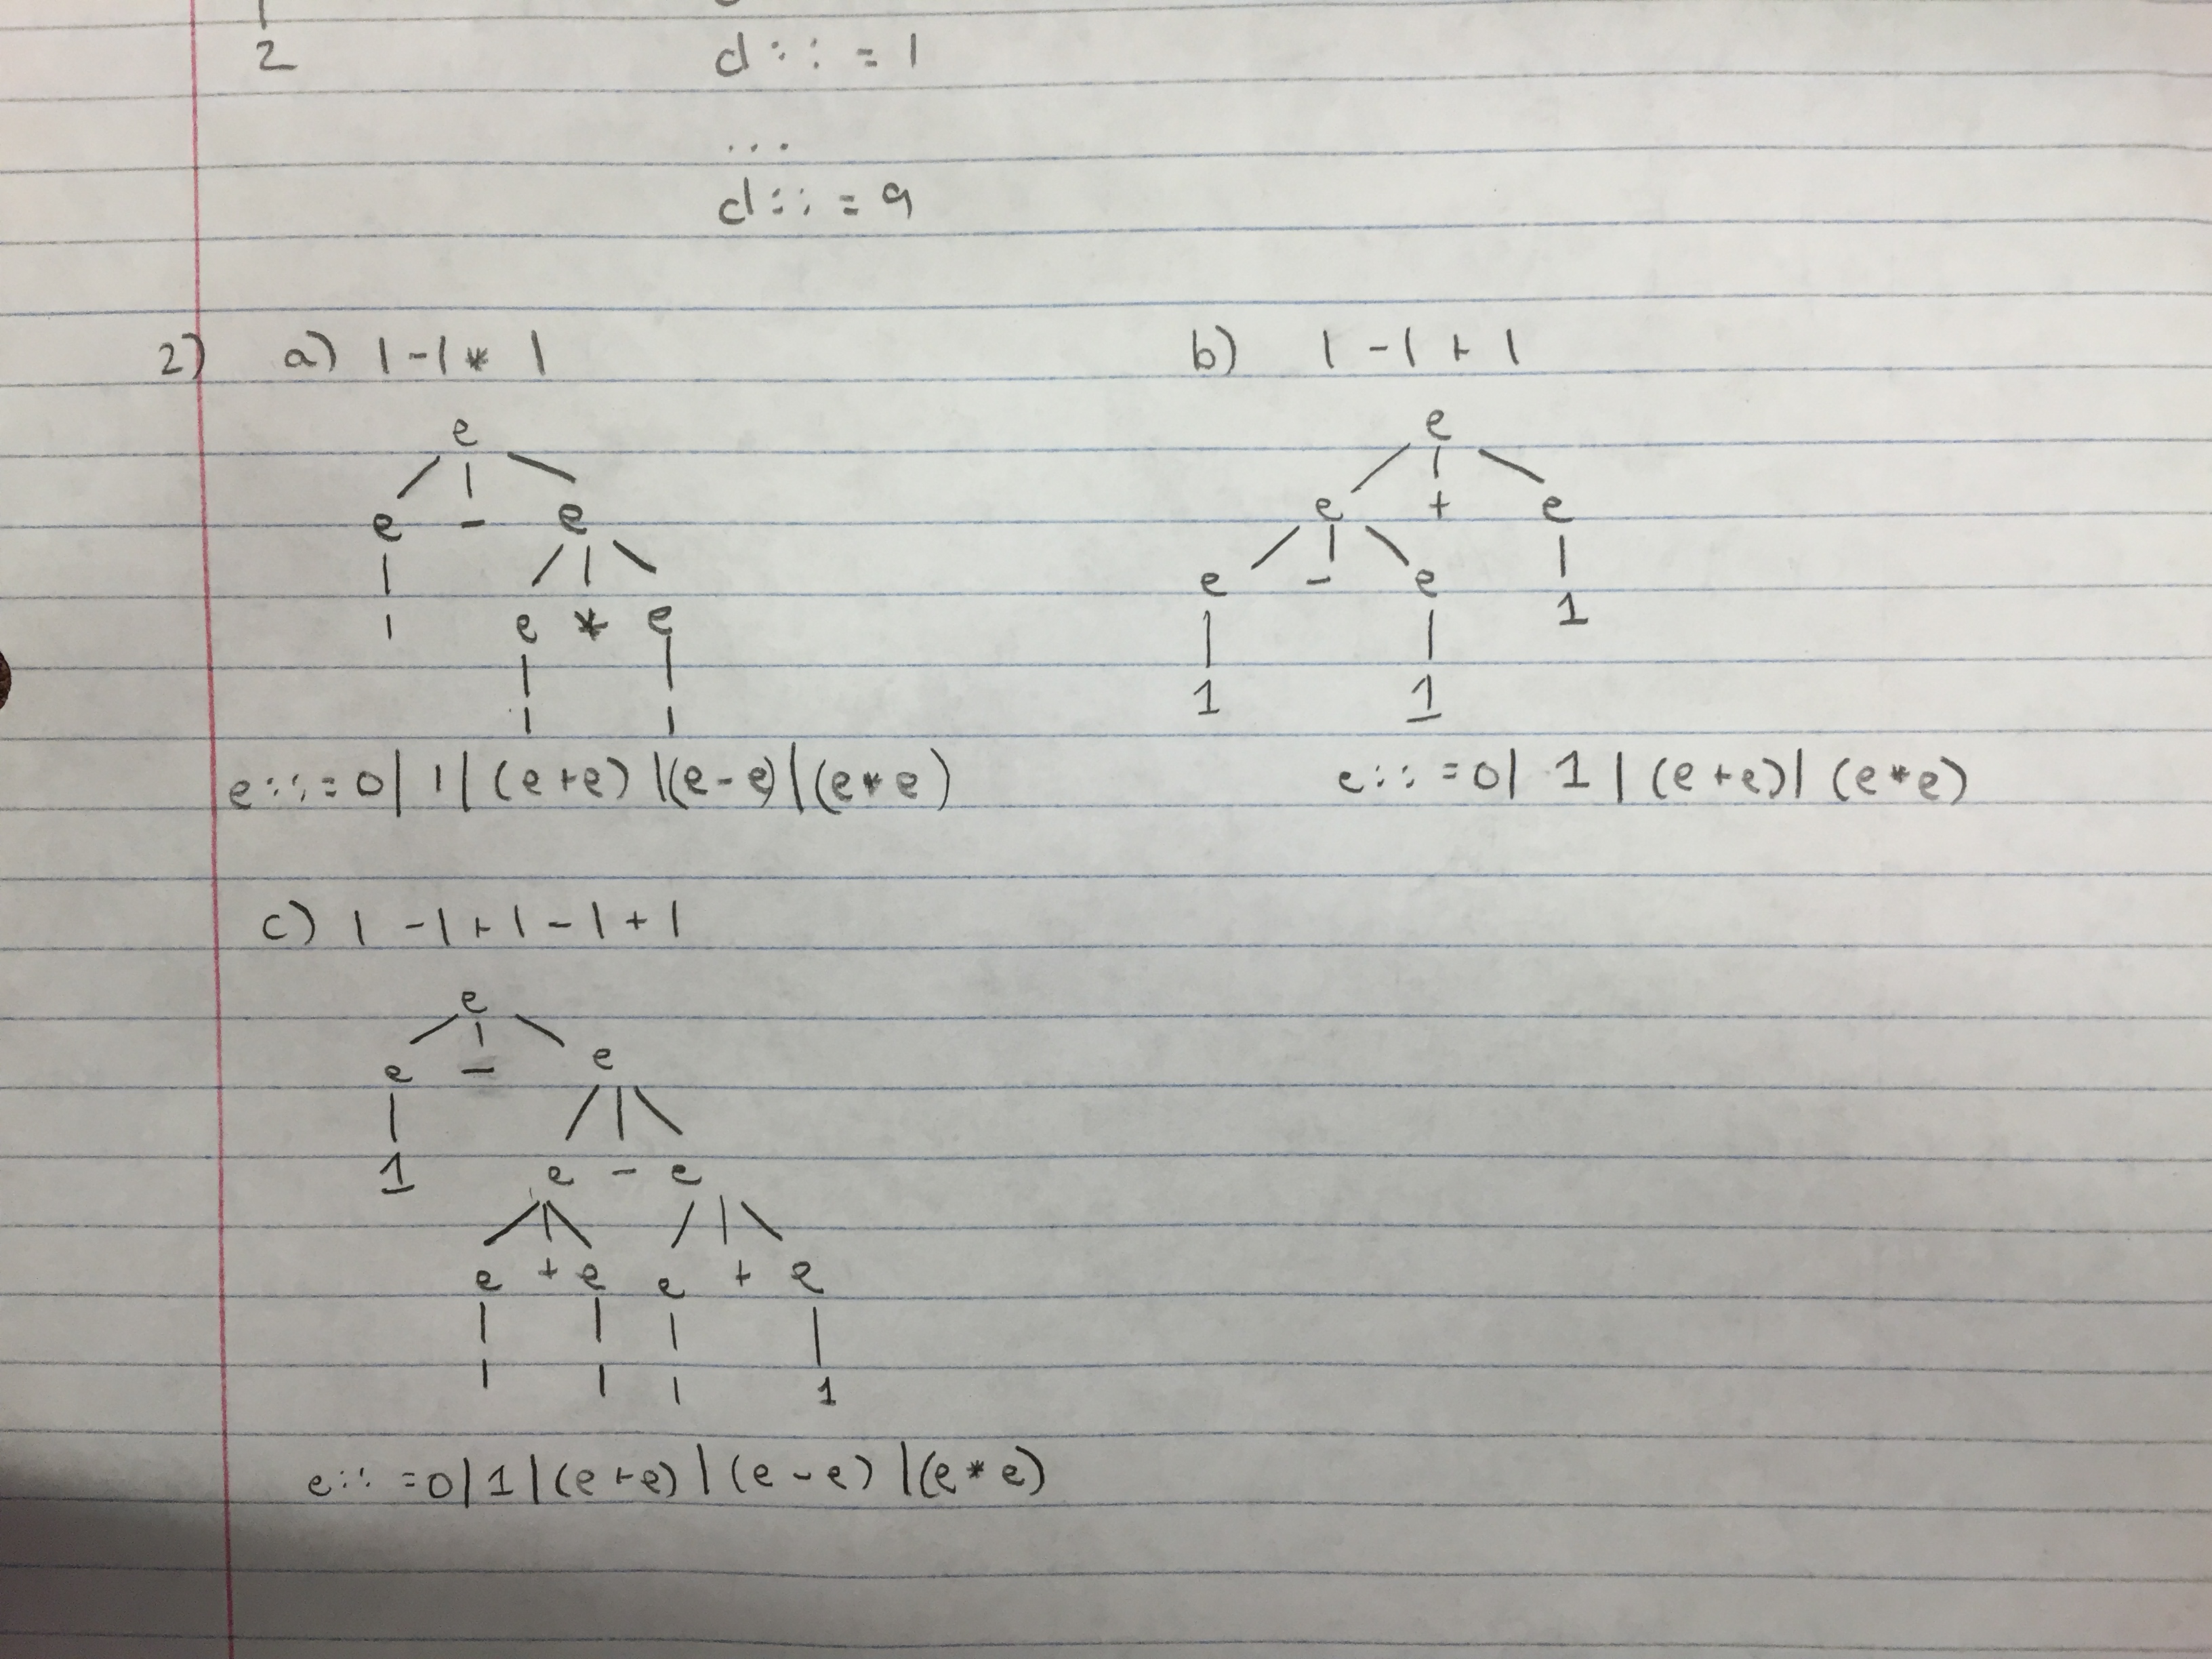 2
d ::= 1
...
d ::= 9
2) a) 1 - 1 * 1
b) 1 - 1 + 1
e
e - e
1 e * e
1 1
e
e + e
e - e 1
1 1
e ::= 0 | 1 | (e + e) | (e - e) | (e * e)
e ::= 0 | 1 | (e + e) | (e * e)
c) 1 - 1 + 1 - 1 + 1
e
e - e
1 e - e
e + e e + e
1 1 1 1
e ::= 0 | 1 | (e + e) | (e - e) | (e * e)